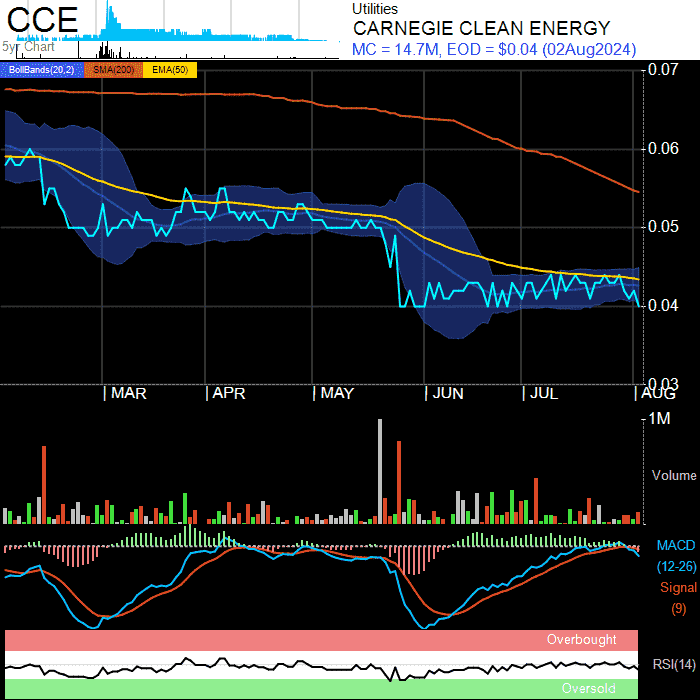 CCE
5yr Chart
Utilities
CARNEGIE CLEAN ENERGY
MC = 14.7M, EOD = $0.04 (02Aug2024)
BollBands(20,2) SMA(200) EMA(50)
0.07
0.06
0.05
0.04
0.03
MAR APR MAY JUN JUL AUG
1M
Volume
MACD
(12-26)
Signal
(9)
Overbought
RSI(14)
Oversold